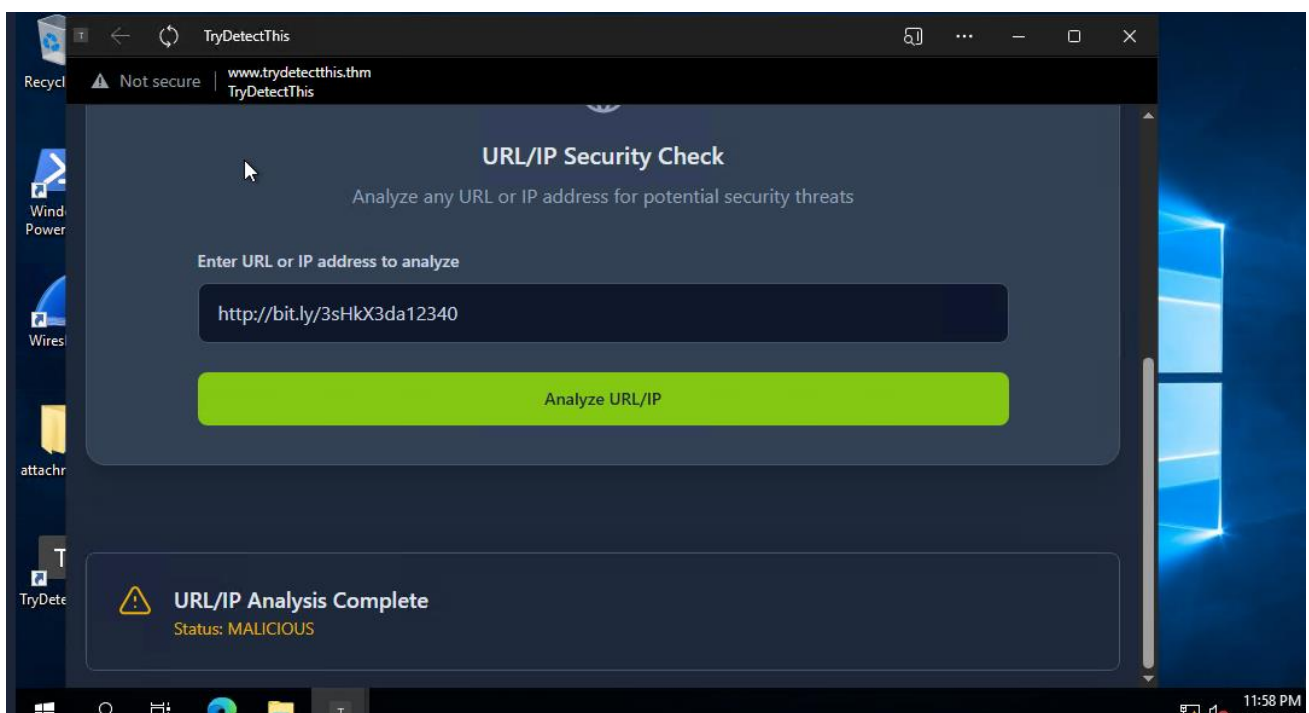 TryDetectThis
Not secure
www.trydetectthis.thm
TryDetectThis
URL/IP Security Check
Analyze any URL or IP address for potential security threats
Enter URL or IP address to analyze
http://bit.ly/3sHkX3da12340
Analyze URL/IP
URL/IP Analysis Complete
Status: MALICIOUS
Recycl
Wind
Power
Wires
attachr
T
TryDete
11:58 PM